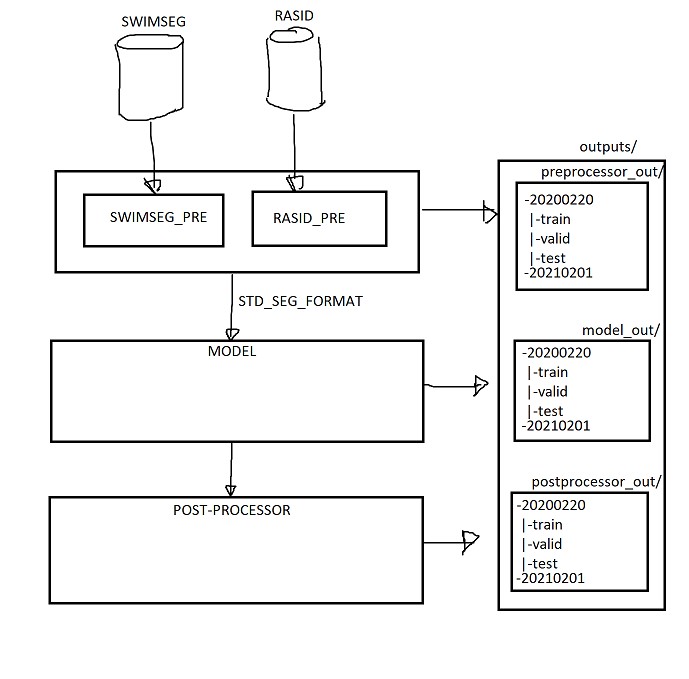 SWIMSEG
RASID
SWIMSEG_PRE
RASID_PRE
STD_SEG_FORMAT
MODEL
POST-PROCESSOR
outputs/
preprocessor_out/
-20200220
|-train
|-valid
|-test
-20210201
model_out/
-20200220
|-train
|-valid
|-test
-20210201
postprocessor_out/
-20200220
|-train
|-valid
|-test
-20210201